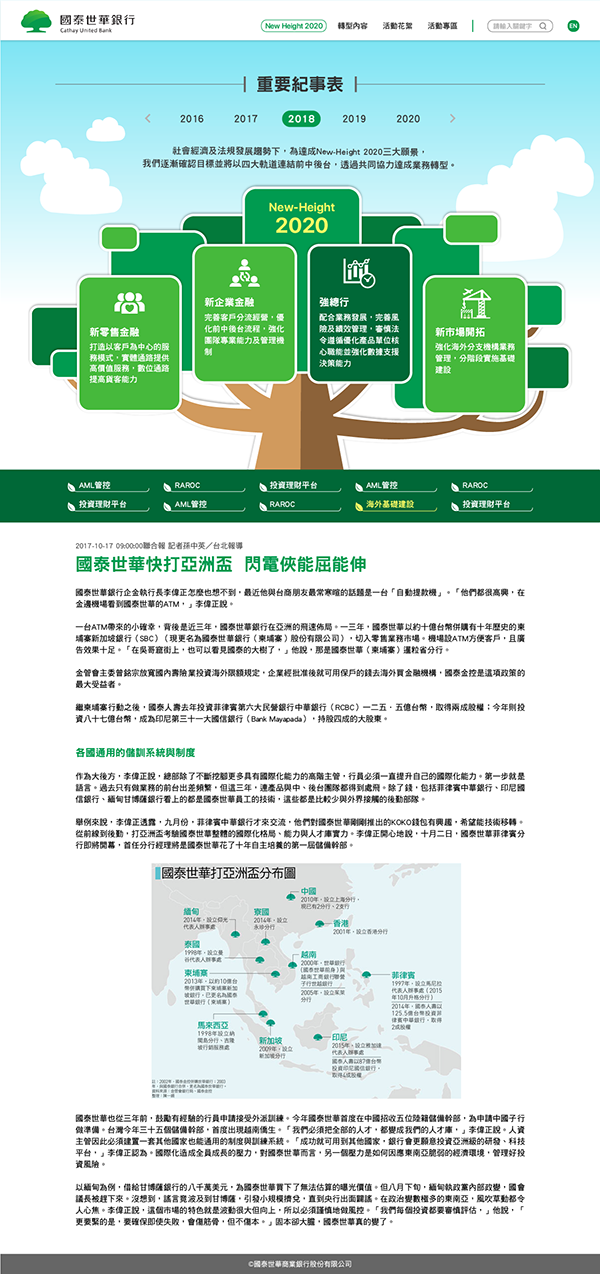 國泰世華銀行
Cathay United Bank
New Height 2020
轉型內容
活動花絮
活動專區
請輸入關鍵字
EN
重要紀事表
2016
2017
2018
2019
2020
社會經濟及法規發展趨勢下，為達成New-Height 2020三大願景，
我們逐漸確認目標並將以四大軌道連結前中後台，透過共同協力達成業務轉型。
New-Height
2020
新零售金融
打造以客戶為中心的服
務模式，實體通路提供
高價值服務，數位通路
提高貨客能力
新企業金融
完善客戶分流經營，優
化前中後台流程，強化
團隊專業能力及管理機
制
強總行
配合業務發展，完善風
險及績效管理，審慎法
令遵循優化產品單位核
心職能並強化數據支援
決策能力
新市場開拓
強化海外分支機構業務
管理，分階段實施基礎
建設
AML管控
RAROC
投資理財平台
AML管控
RAROC
投資理財平台
AML管控
RAROC
海外基礎建設
投資理財平台
2017-10-17 09:00:00聯合報 記者孫中英／台北報導
國泰世華快打亞洲盃 閃電俠能屈能伸
國泰世華銀行企金執行長李偉正怎麼也想不到，最近他與台商朋友最常寒暄的話題是一台「自動提款機」。「他們都很高興，在
金邊機場看到國泰世華的ATM，」李偉正說。
一台ATM帶來的小確幸，背後是近三年，國泰世華銀行在亞洲的飛速佈局。一三年，國泰世華以約十億台幣併購有十年歷史的柬
埔寨新加坡銀行（SBC）（現更名為國泰世華銀行（柬埔寨）股份有限公司），切入零售業務市場。機場設ATM方便客戶，且廣
告效果十足。「在吳哥窟街上，也可以看見國泰的大樹了，」他說，那是國泰世華（柬埔寨）暹粒省分行。
金管會主委曾銘宗放寬國內壽險業投資海外限額規定，企業經批准後就可用保戶的錢去海外買金融機構，國泰金控是這項政策的
最大受益者。
繼柬埔寨行動之後，國泰人壽去年投資菲律賓第六大民營銀行中華銀行（RCBC）一二五．五億台幣，取得兩成股權；今年則投
資八十七億台幣，成為印尼第三十一大國信銀行（Bank Mayapada），持股四成的大股東。
各國通用的儲訓系統與制度
作為大後方，李偉正說，總部除了不斷挖腳更多具有國際化能力的高階主管，行員必須一直提升自己的國際化能力。第一步就是
語言。過去只有做業務的前台出差頻繁，但這三年，連產品與中、後台團隊都得到處飛。除了錢，包括菲律賓中華銀行、印尼國
信銀行、緬甸甘博薩銀行看上的都是國泰世華員工的技術，這些都是比較少與外界接觸的後勤部隊。
舉例來說，李偉正透露，九月份，菲律賓中華銀行才來交流，他們對國泰世華剛剛推出的KOKO錢包有興趣，希望能技術移轉。
從前線到後勤，打亞洲盃考驗國泰世華整體的國際化格局、能力與人才庫實力。李偉正開心地說，十月二日，國泰世華菲律賓分
行即將開幕，首任分行經理將是國泰世華花了十年自主培養的第一屆儲備幹部。
國泰世華打亞洲盃分布圖
中國
2010年，設立上海分行，
現已有2分行、2支行
緬甸
2014年，設立仰光
代表人辦事處
寮國
2014年，設立
永珍分行
香港
2001年，設立香港分行
泰國
1998年，設立曼
谷代表人辦事處
越南
2000年，世華銀行
（國泰世華前身）與
越南工商銀行聯營
子行世越銀行
2005年，設立茱萊
分行
柬埔寨
2013年，以約10億台
幣併購買下柬埔寨新加
坡銀行，已更名為國泰
世華銀行（柬埔寨）
菲律賓
1997年，設立馬尼拉
代表人辦事處（2015
年10月升格分行）
2014年，國泰人壽以
125.5億台幣投資菲
律賓中華銀行，取得
2成股權
馬來西亞
1998年設立納
閩島分行、吉隆
坡行銷服務處
新加坡
2009年，設立
新加坡分行
印尼
2015年，設立雅加達
代表人辦事處
國泰人壽以87億台幣
投資印尼國信銀行，
取得4成股權
國泰世華也從三年前，鼓勵有經驗的行員申請接受外派訓練。今年國泰世華首度在中國招收五位陸籍儲備幹部，為申請中國子行
做準備。台灣今年三十五個儲備幹部，首度出現越南僑生。「我們必須把全部的人才，都變成我們的人才庫，」李偉正說。人資
主管因此必須建置一套其他國家也能通用的制度與訓練系統。「成功就可用到其他國家，銀行會更願意投資亞洲級的研發、科技
平台，」李偉正認為。國際化造成全員成長的壓力，對國泰世華而言，另一個壓力是如何因應東南亞脆弱的經濟環境，管理好投
資風險。
以緬甸為例，借給甘博薩銀行的八千萬美元，為國泰世華買下了無法估算的曝光價值。但八月下旬，緬甸執政黨內部政變，國會
議長被趕下來。沒想到，謠言竟波及到甘博薩，引發小規模擠兌，直到央行出面闢謠。在政治變數極多的東南亞，風吹草動都令
人心焦。李偉正說，這個市場的特色就是波動很大但向上，所以必須謹慎地做風控。「我們每個投資都要審慎評估，」他說，「
更要緊的是，要確保即使失敗，會傷筋骨，但不傷本。」固本卻大膽，國泰世華真的變了。
©國泰世華商業銀行股份有限公司